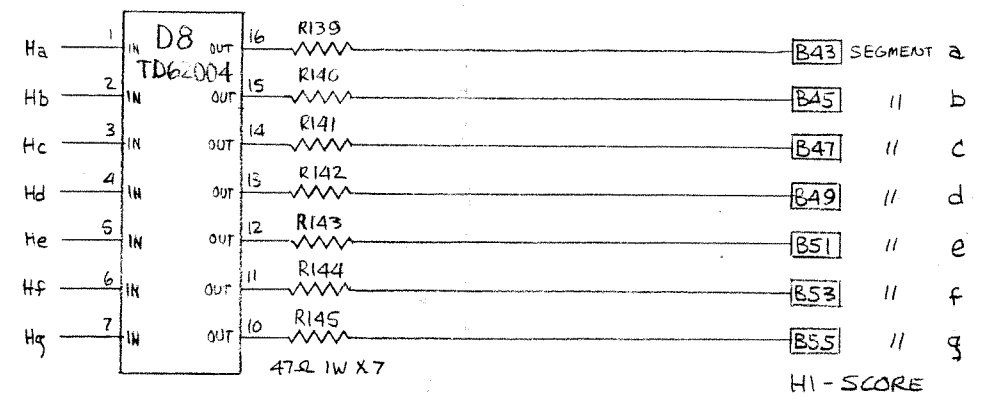 Ha 1 IN D8 OUT 16 R139 B43 SEGMENT a
TD62004
Hb 2 IN OUT 15 R140 B45 " b
Hc 3 IN OUT 14 R141 B47 " c
Hd 4 IN OUT 13 R142 B49 " d
He 5 IN OUT 12 R143 B51 " e
Hf 6 IN OUT 11 R144 B53 " f
Hg 7 IN OUT 10 R145 B55 " g
47Ω 1W X 7
HI-SCORE